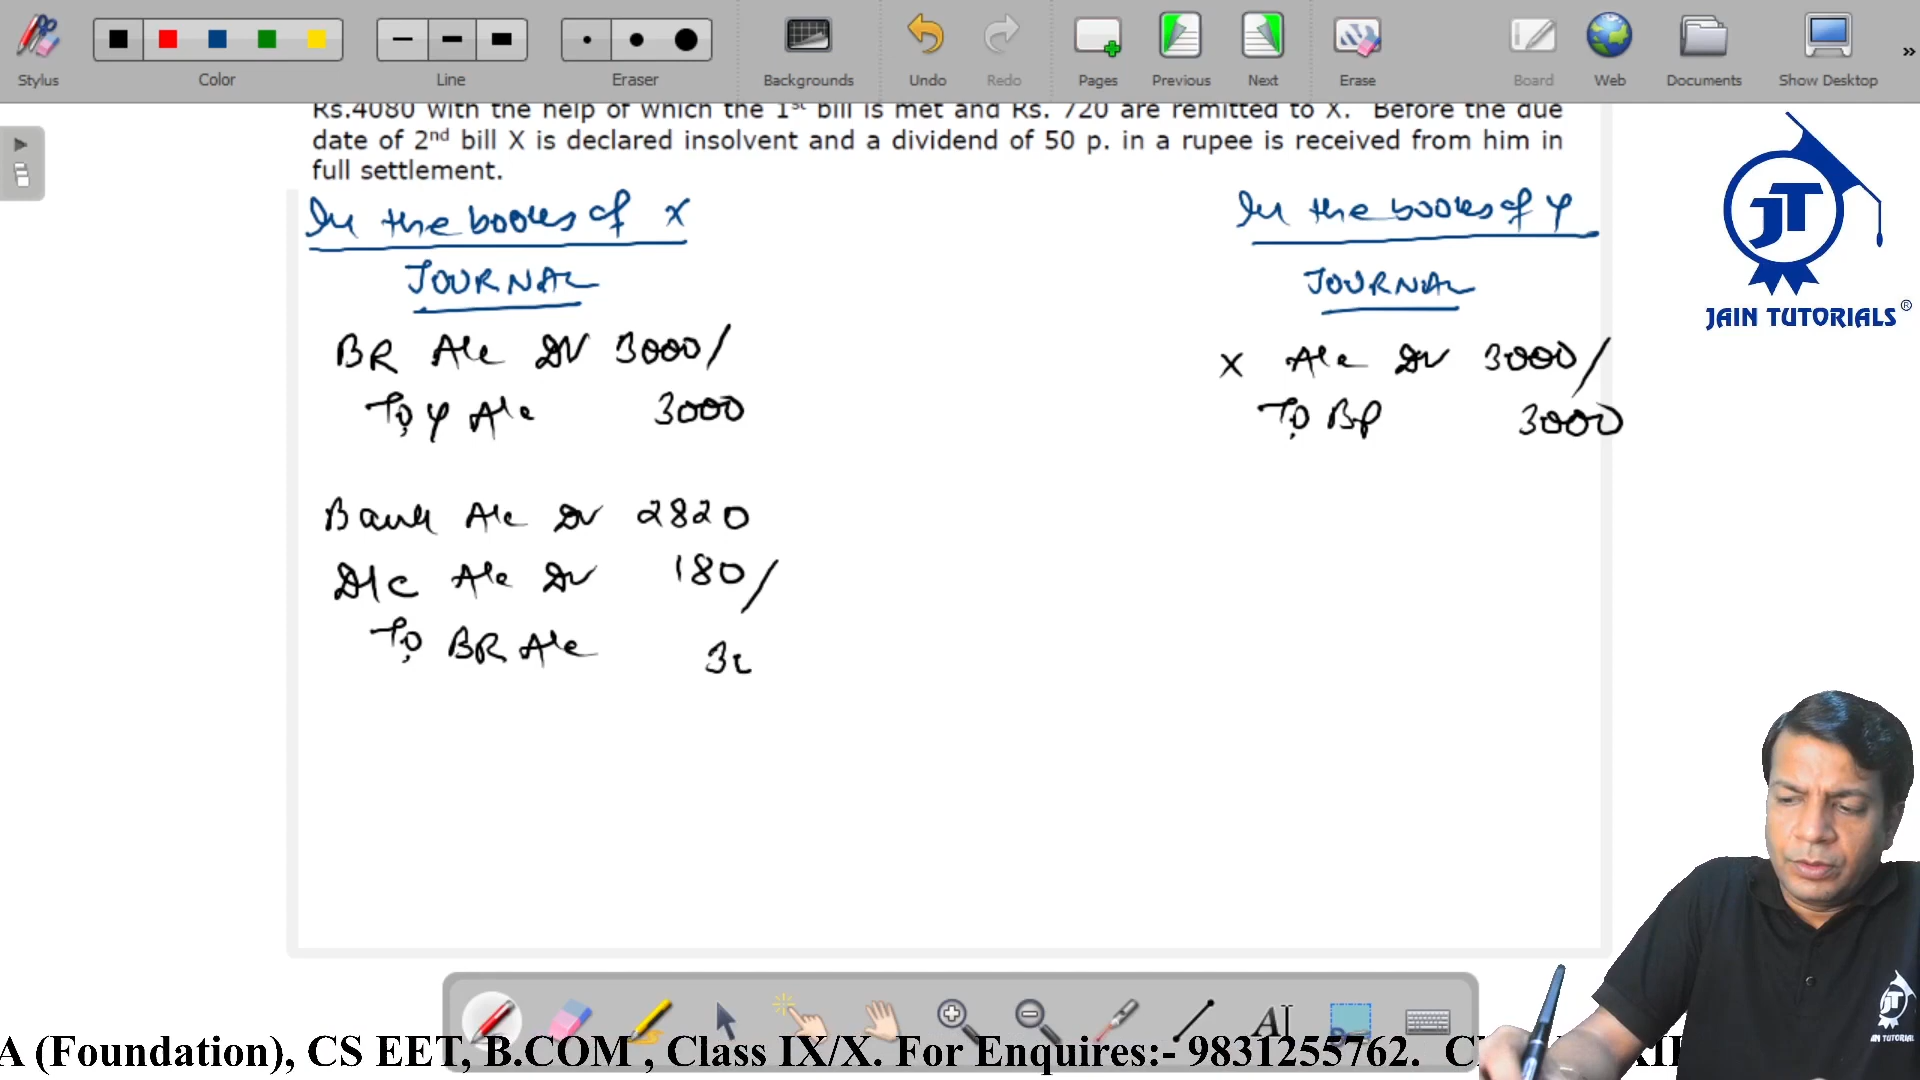 Stylus Color Line Eraser Backgrounds Undo Redo Pages Previous Next Erase Board Web Documents Show Desktop »
Rs.4080 with the help of which the 1st bill is met and Rs. 720 are remitted to X. Before the due
date of 2nd bill X is declared insolvent and a dividend of 50 p. in a rupee is received from him in
full settlement.
In the books of X
JOURNAL
BR A/c Dr 3000/
To Y A/c 3000
Bank A/c Dr 2820
D/C A/c Dr 180/
To BR A/c 30
In the books of Y
JOURNAL
X A/c Dr 3000/
To BP 3000
JT
JAIN TUTORIALS®
JT
A (Foundation), CS EET, B.COM , Class IX/X. For Enquires:- 9831255762.